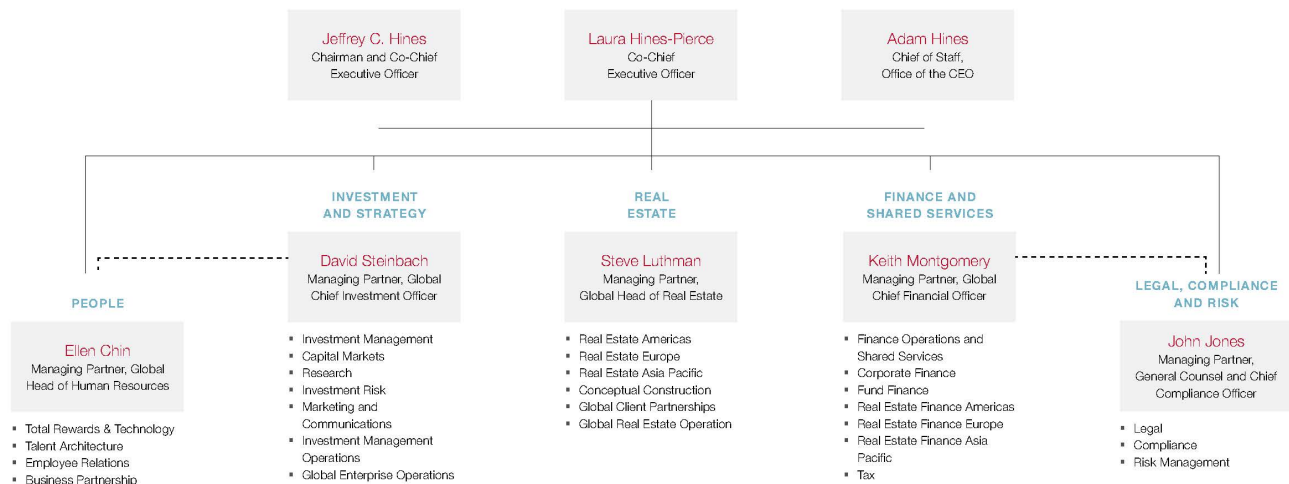 Jeffrey C. Hines
Chairman and Co-Chief
Executive Officer
Laura Hines-Pierce
Co-Chief
Executive Officer
Adam Hines
Chief of Staff,
Office of the CEO
INVESTMENT
AND STRATEGY
David Steinbach
Managing Partner, Global
Chief Investment Officer
Investment Management
Capital Markets
Research
Investment Risk
Marketing and
Communications
Investment Management
Operations
Global Enterprise Operations
REAL
ESTATE
Steve Luthman
Managing Partner,
Global Head of Real Estate
Real Estate Americas
Real Estate Europe
Real Estate Asia Pacific
Conceptual Construction
Global Client Partnerships
Global Real Estate Operation
FINANCE AND
SHARED SERVICES
Keith Montgomery
Managing Partner, Global
Chief Financial Officer
Finance Operations and
Shared Services
Corporate Finance
Fund Finance
Real Estate Finance Americas
Real Estate Finance Europe
Real Estate Finance Asia
Pacific
Tax
PEOPLE
Ellen Chin
Managing Partner, Global
Head of Human Resources
Total Rewards & Technology
Talent Architecture
Employee Relations
Business Partnership
LEGAL, COMPLIANCE
AND RISK
John Jones
Managing Partner,
General Counsel and Chief
Compliance Officer
Legal
Compliance
Risk Management